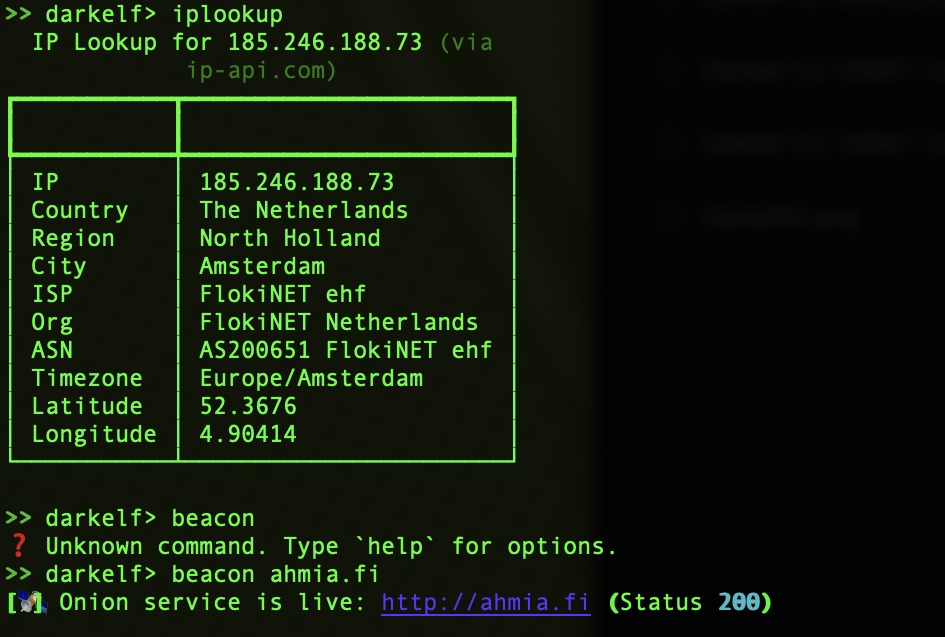 >> darkelf> iplookup
IP Lookup for 185.246.188.73 (via
ip-api.com)
IP 185.246.188.73
Country The Netherlands
Region North Holland
City Amsterdam
ISP FlokiNET ehf
Org FlokiNET Netherlands
ASN AS200651 FlokiNET ehf
Timezone Europe/Amsterdam
Latitude 52.3676
Longitude 4.90414
>> darkelf> beacon
❓ Unknown command. Type `help` for options.
>> darkelf> beacon ahmia.fi
[🛰] Onion service is live: http://ahmia.fi (Status 200)